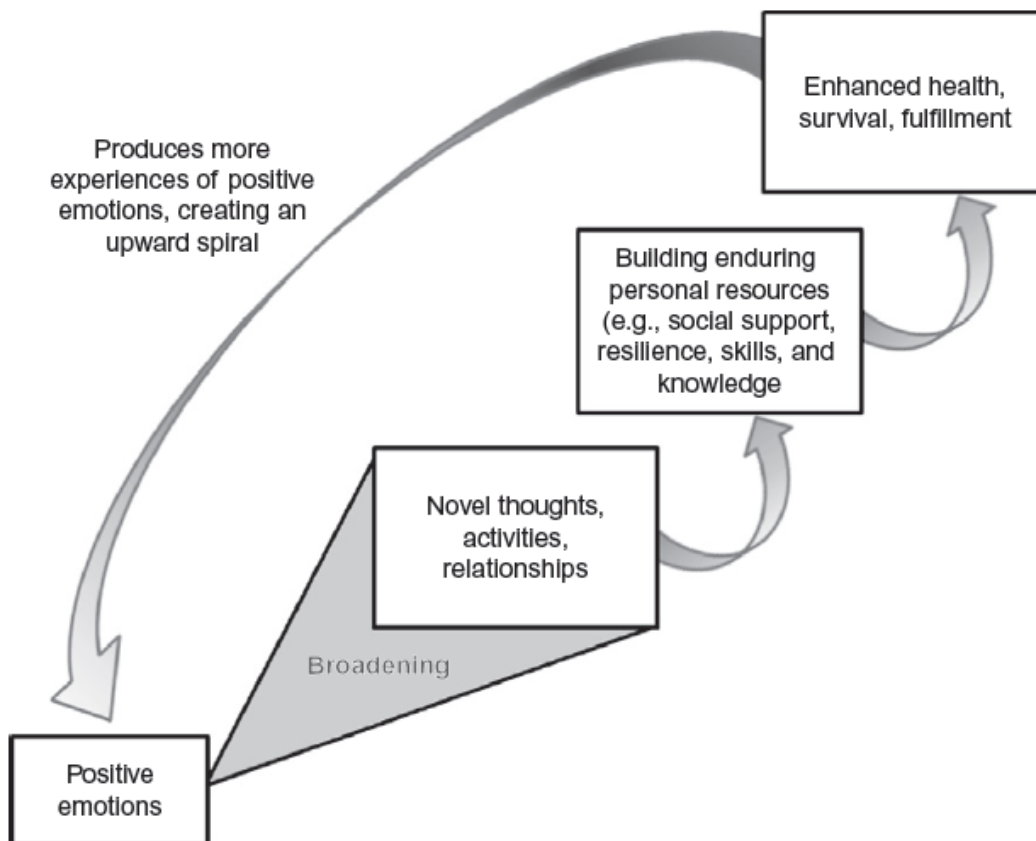 Enhanced health,
survival, fulfillment
Produces more
experiences of positive
emotions, creating an
upward spiral
Building enduring
personal resources
(e.g., social support,
resilience, skills, and
knowledge
Novel thoughts,
activities,
relationships
Broadening
Positive
emotions